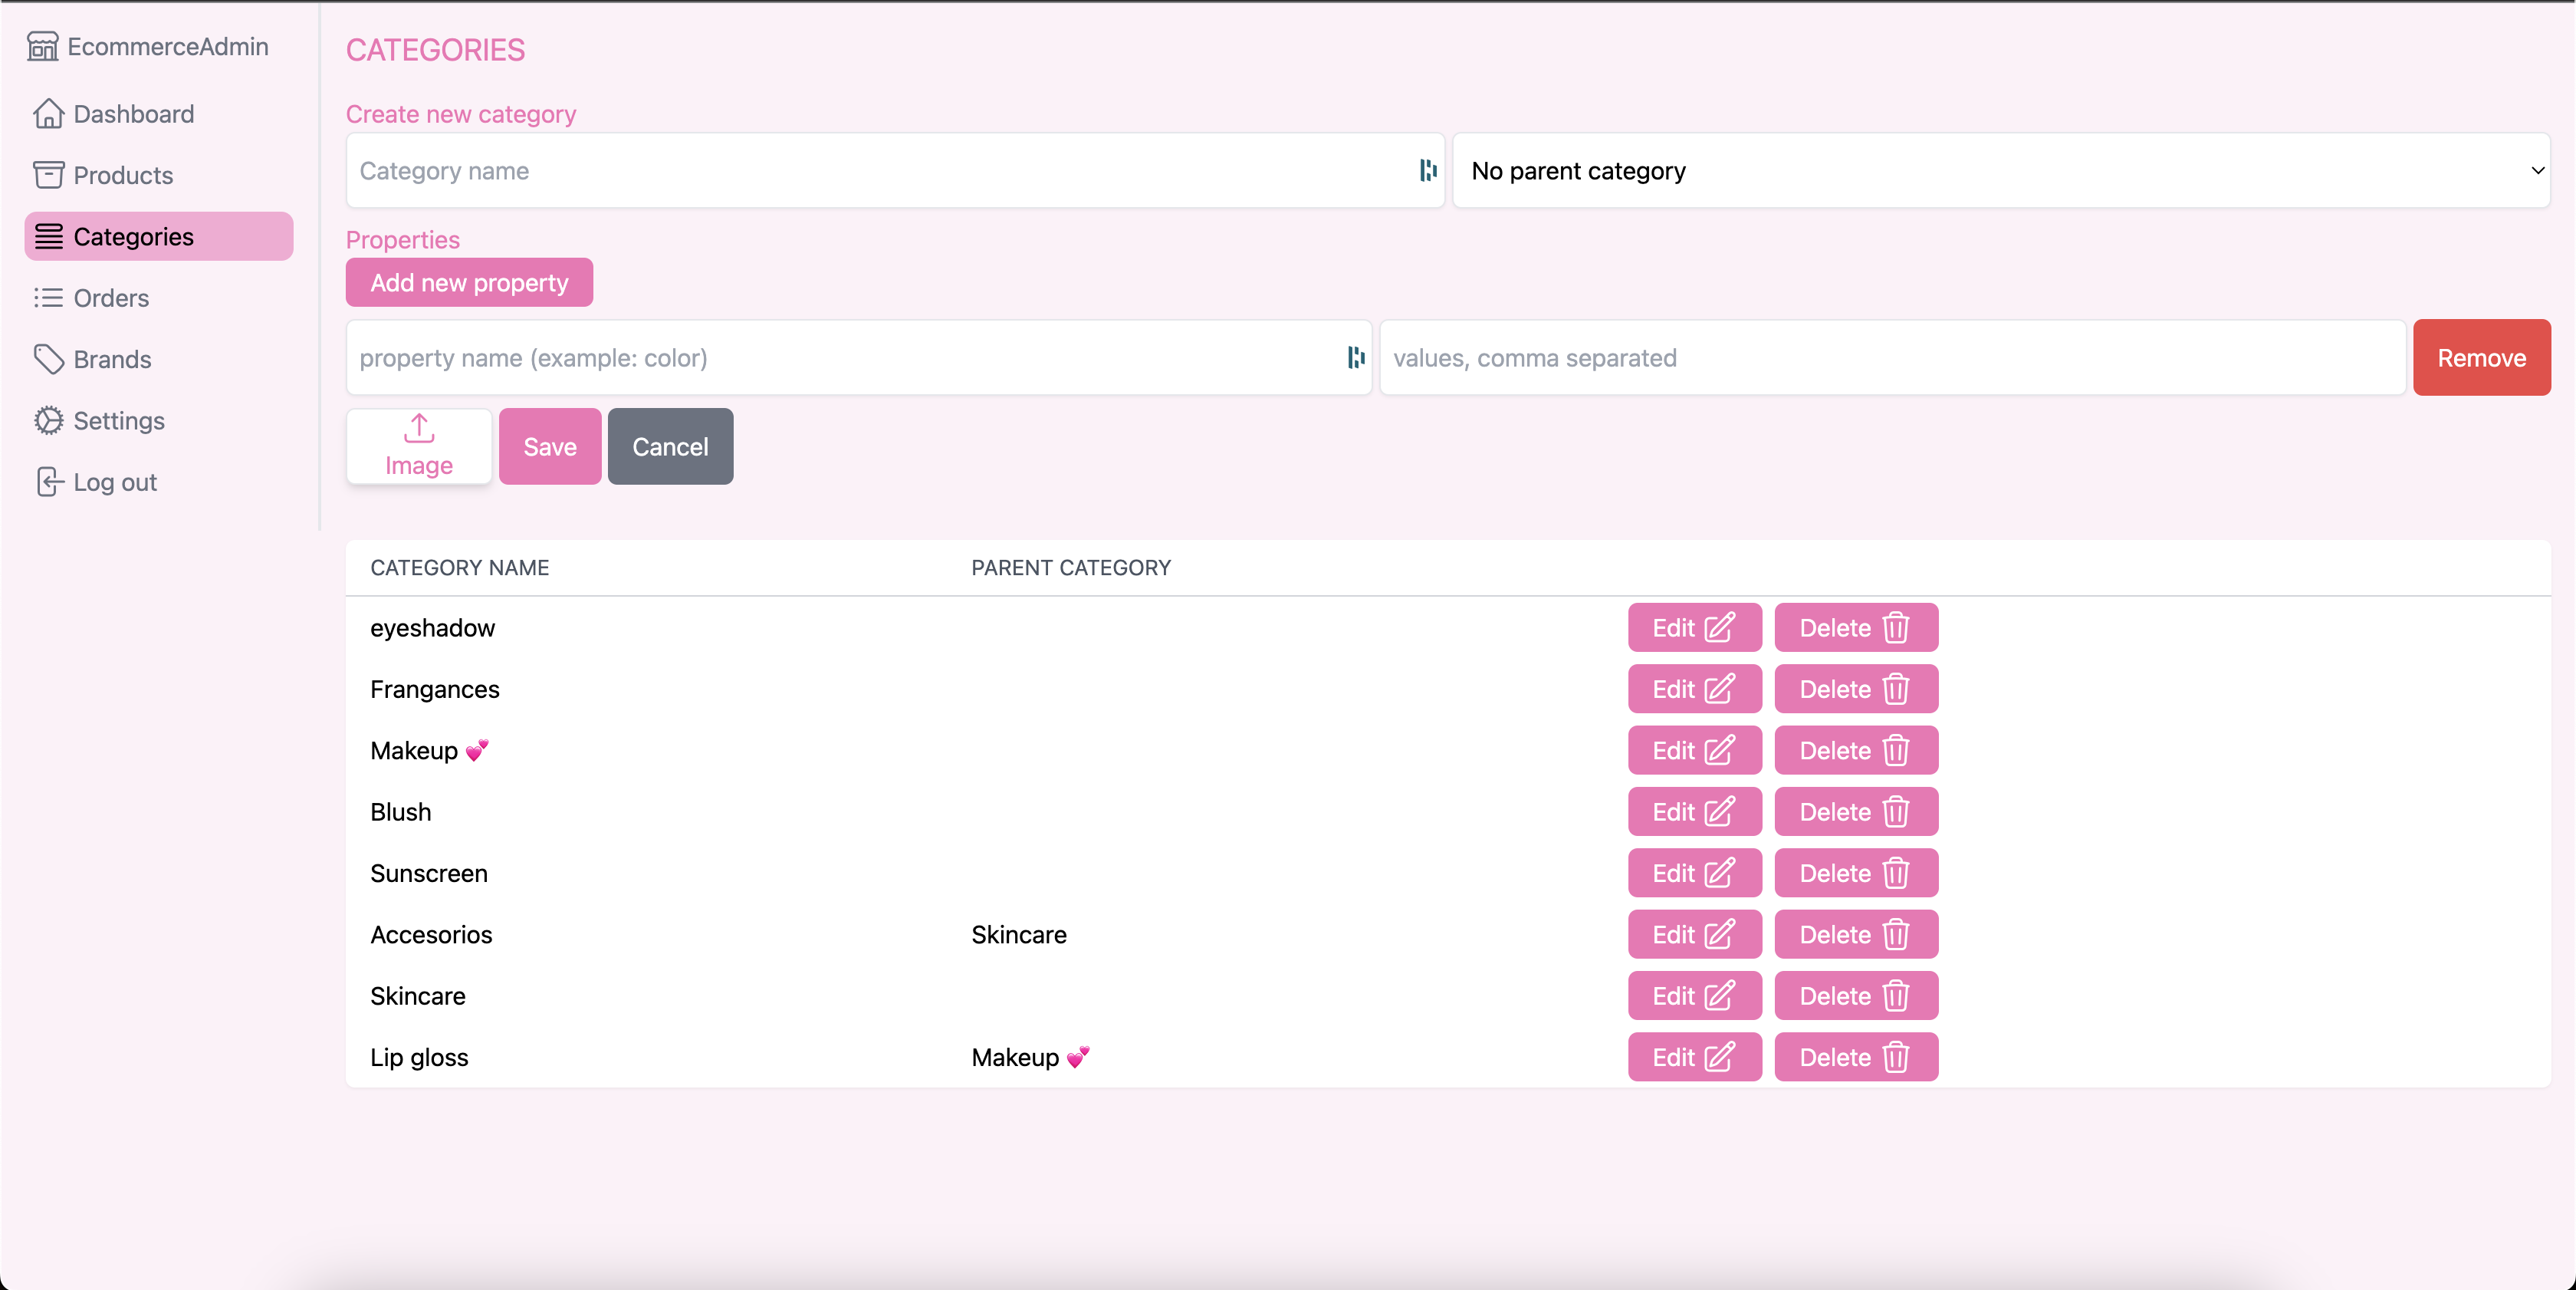 EcommerceAdmin
Dashboard
Products
Categories
Orders
Brands
Settings
Log out
CATEGORIES
Create new category
Category name
No parent category
Properties
Add new property
property name (example: color)
values, comma separated
Remove
Image
Save
Cancel
CATEGORY NAME PARENT CATEGORY
eyeshadow Edit Delete
Frangances Edit Delete
Makeup 💕 Edit Delete
Blush Edit Delete
Sunscreen Edit Delete
Accesorios Skincare Edit Delete
Skincare Edit Delete
Lip gloss Makeup 💕 Edit Delete